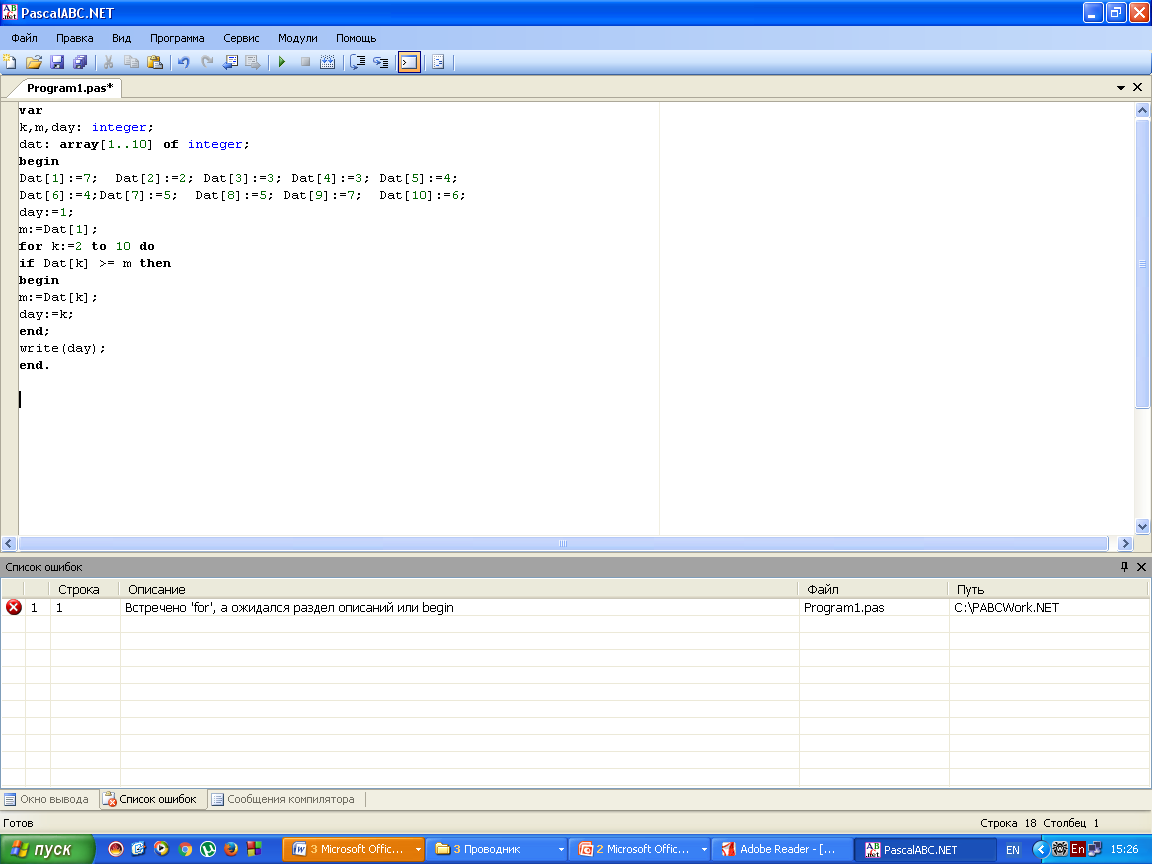 PascalABC.NET
Файл Правка Вид Программа Сервис Модули Помощь
Program1.pas*
var
k,m,day: integer;
dat: array[1..10] of integer;
begin
Dat[1]:=7;  Dat[2]:=2; Dat[3]:=3; Dat[4]:=3; Dat[5]:=4;
Dat[6]:=4;Dat[7]:=5;  Dat[8]:=5; Dat[9]:=7;  Dat[10]:=6;
day:=1;
m:=Dat[1];
for k:=2 to 10 do
if Dat[k] >= m then
begin
m:=Dat[k];
day:=k;
end;
write(day);
end.
Список ошибок
Строка Описание Файл Путь
1 1 Встречено 'for', а ожидался раздел описаний или begin Program1.pas C:\PABCWork.NET
Окно вывода Список ошибок Сообщения компилятора
Готов Строка 18 Столбец 1
пуск 3 Microsoft Offic... 3 Проводник 2 Microsoft Offic... Adobe Reader - [... PascalABC.NET EN En 15:26